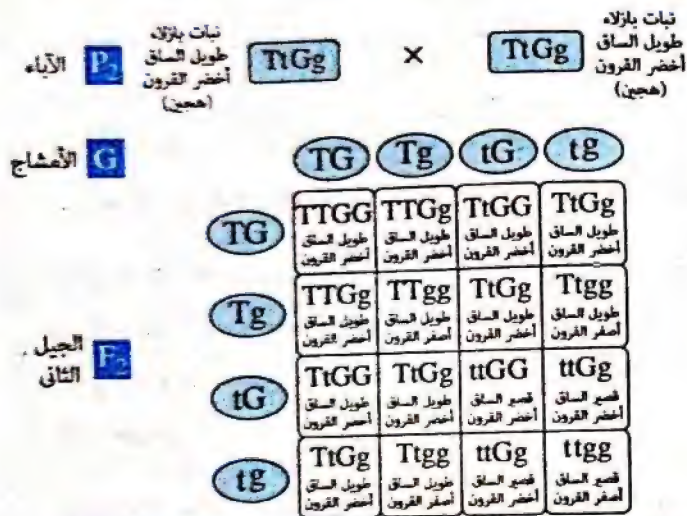 نبات بازلاء
طويل الساق
أخضر القرون
(هجين)
TtGg
×
TtGg
نبات بازلاء
طويل الساق
أخضر القرون
(هجين)
P2 الآباء
G الأمشاج
TG Tg tG tg
TG
TTGG TTGg TtGG TtGg
طويل الساق طويل الساق طويل الساق طويل الساق
أخضر القرون أخضر القرون أخضر القرون أخضر القرون
Tg
TTGg TTgg TtGg Ttgg
طويل الساق طويل الساق طويل الساق طويل الساق
أخضر القرون أصفر القرون أخضر القرون أصفر القرون
F2 الجيل
الثانى
tG
TtGG TtGg ttGG ttGg
طويل الساق طويل الساق قصير الساق قصير الساق
أخضر القرون أخضر القرون أخضر القرون أخضر القرون
tg
TtGg Ttgg ttGg ttgg
طويل الساق طويل الساق قصير الساق قصير الساق
أخضر القرون أصفر القرون أخضر القرون أصفر القرون